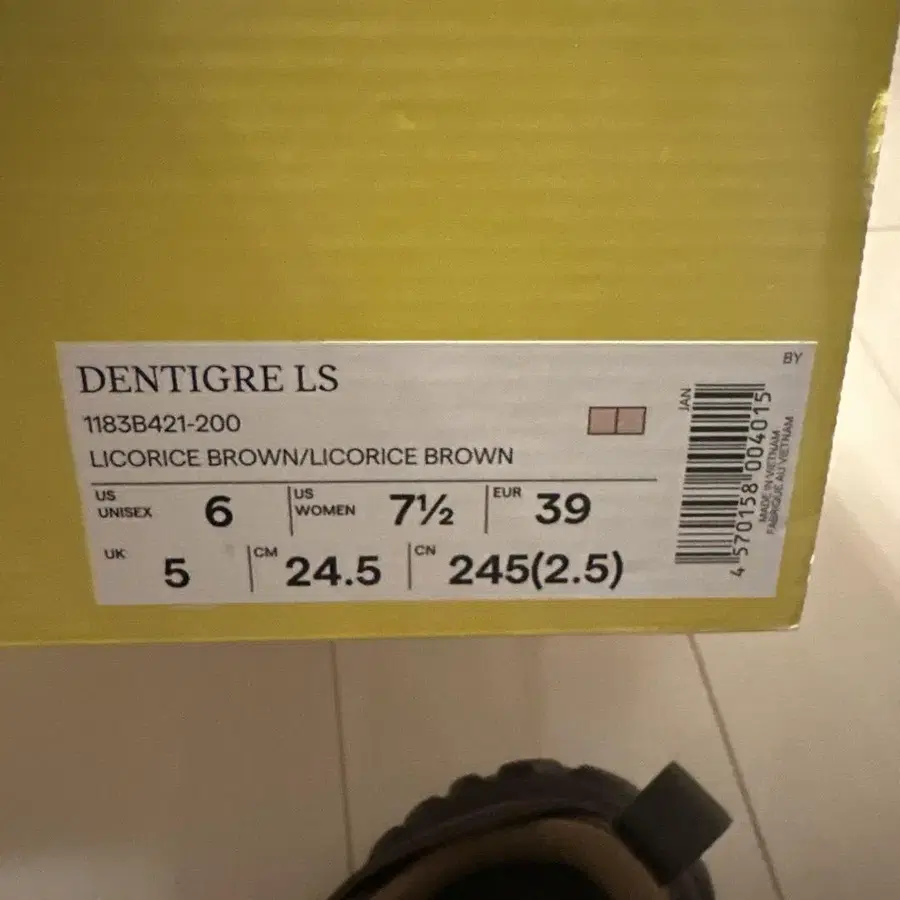 DENTIGRE LS
BY
1183B421-200
LICORICE BROWN/LICORICE BROWN
US UNISEX 6
US WOMEN 7½
EUR 39
UK 5
CM 24.5
CN 245(2.5)
JAN
4 570158 004015
MADE IN VIETNAM
FABRIQUE AU VIETNAM